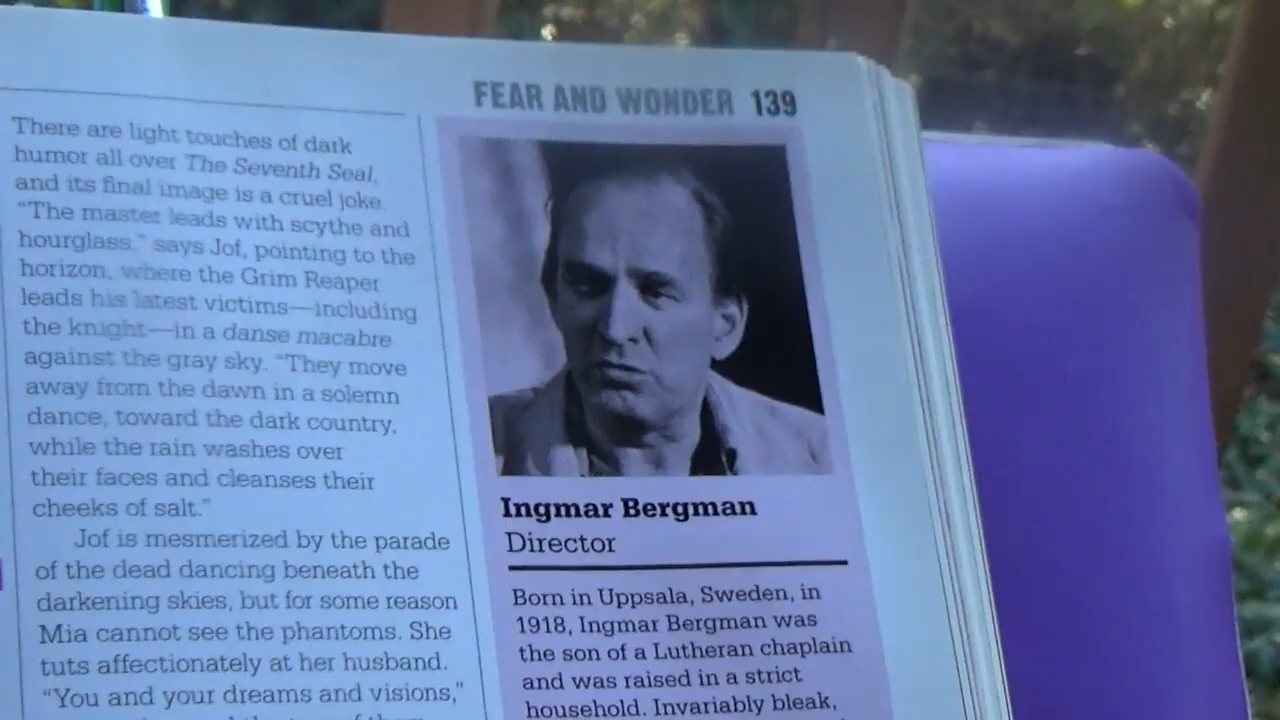 FEAR AND WONDER 139
There are light touches of dark
humor all over The Seventh Seal,
and its final image is a cruel joke.
“The master leads with scythe and
hourglass,” says Jof, pointing to the
horizon, where the Grim Reaper
leads his latest victims—including
the knight—in a danse macabre
against the gray sky. “They move
away from the dawn in a solemn
dance, toward the dark country,
while the rain washes over
their faces and cleanses their
cheeks of salt.”
Jof is mesmerized by the parade
of the dead dancing beneath the
darkening skies, but for some reason
Mia cannot see the phantoms. She
tuts affectionately at her husband.
“You and your dreams and visions,”
Ingmar Bergman
Director
Born in Uppsala, Sweden, in
1918, Ingmar Bergman was
the son of a Lutheran chaplain
and was raised in a strict
household. Invariably bleak,